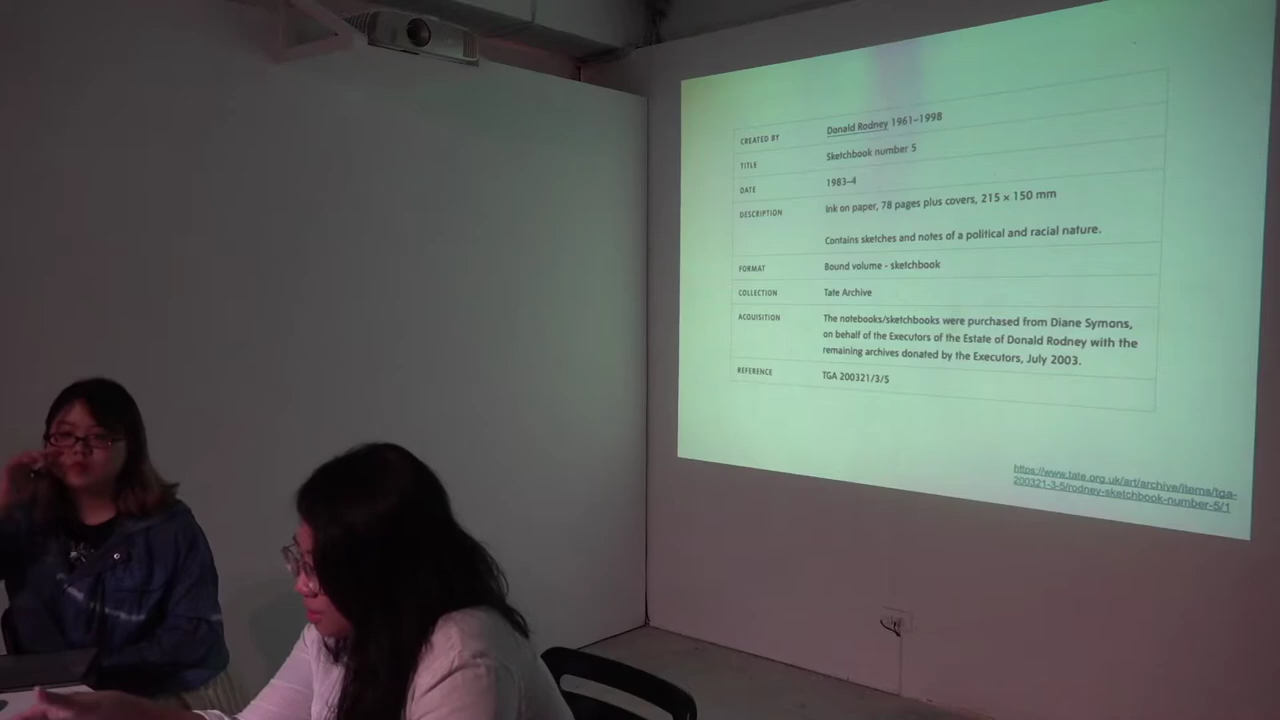 CREATED BY Donald Rodney 1961–1998
TITLE Sketchbook number 5
DATE 1983–4
DESCRIPTION Ink on paper, 78 pages plus covers, 215 × 150 mm
Contains sketches and notes of a political and racial nature.
FORMAT Bound volume - sketchbook
COLLECTION Tate Archive
ACQUISITION The notebooks/sketchbooks were purchased from Diane Symons,
on behalf of the Executors of the Estate of Donald Rodney with the
remaining archives donated by the Executors, July 2003.
REFERENCE TGA 200321/3/5
https://www.tate.org.uk/art/archive/items/tga-
200321-3-5/rodney-sketchbook-number-5/1